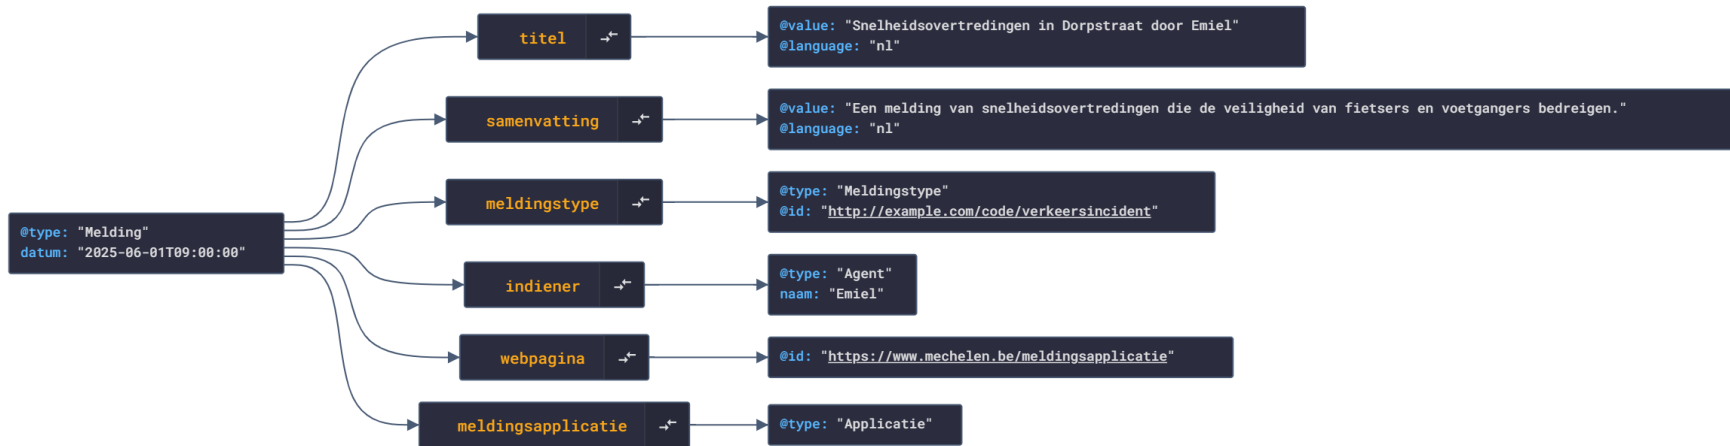 @type: "Melding"
datum: "2025-06-01T09:00:00"
titel
@value: "Snelheidsovertredingen in Dorpstraat door Emiel"
@language: "nl"
samenvatting
@value: "Een melding van snelheidsovertredingen die de veiligheid van fietsers en voetgangers bedreigen."
@language: "nl"
meldingstype
@type: "Meldingstype"
@id: "http://example.com/code/verkeersincident"
indiener
@type: "Agent"
naam: "Emiel"
webpagina
@id: "https://www.mechelen.be/meldingsapplicatie"
meldingsapplicatie
@type: "Applicatie"